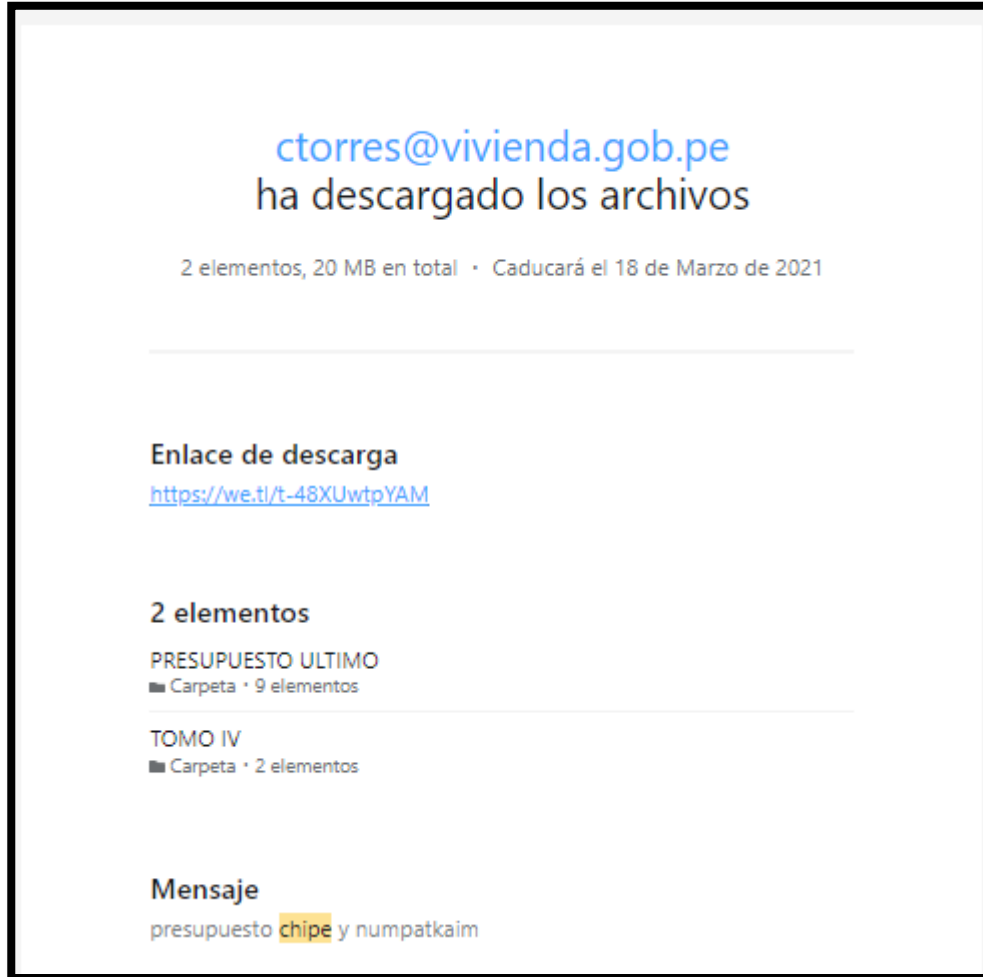 ctorres@vivienda.gob.pe
ha descargado los archivos
2 elementos, 20 MB en total · Caducará el 18 de Marzo de 2021
Enlace de descarga
https://we.tl/t-48XUwtpYAM
2 elementos
PRESUPUESTO ULTIMO
Carpeta · 9 elementos
TOMO IV
Carpeta · 2 elementos
Mensaje
presupuesto chipe y numpatkaim